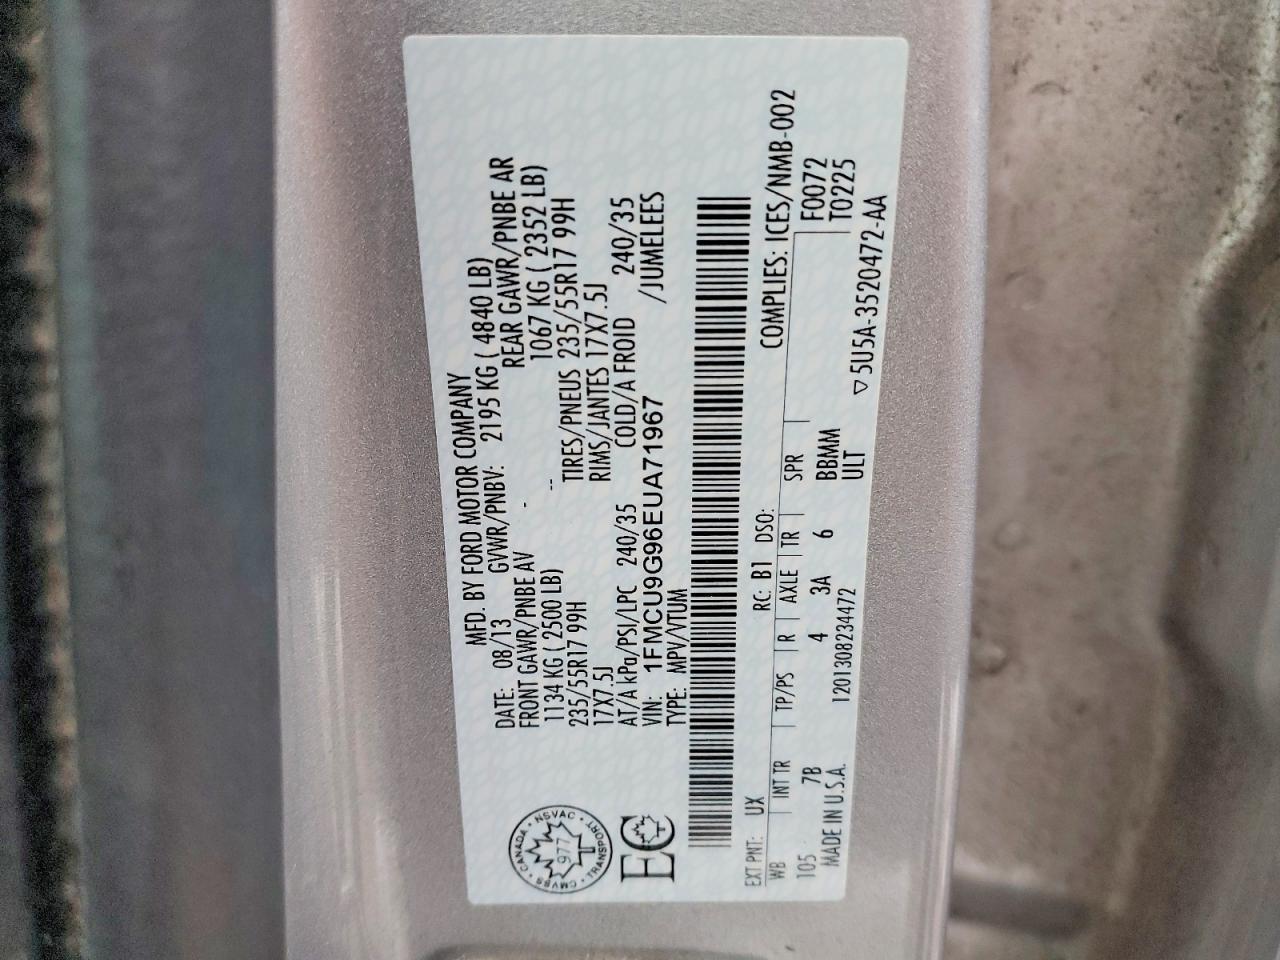 MFD. BY FORD MOTOR COMPANY
DATE: 08/13 GVWR/PNBV: 2195 KG ( 4840 LB)
FRONT GAWR/PNBE AV - REAR GAWR/PNBE AR
1134 KG ( 2500 LB) -- 1067 KG ( 2352 LB)
235/55R17 99H TIRES/PNEUS 235/55R17 99H
17X7.5J RIMS/JANTES 17X7.5J
AT/A kPa/PSI/LPC 240/35 COLD/A FROID 240/35
VIN: 1FMCU9G96EUA71967 /JUMELEES
TYPE: MPV/VTUM
CANADA · NSVAC · TRANSPORT · CMVSS
977
EC
EXT PNT: UX RC: B1 DSO: COMPLIES: ICES/NMB-002
WB INT TR TP/PS R AXLE TR SPR F0072
105 7B 4 3A 6 BBMM T0225
MADE IN U.S.A. 1201308234472 ULT ▽5U5A-3520472-AA